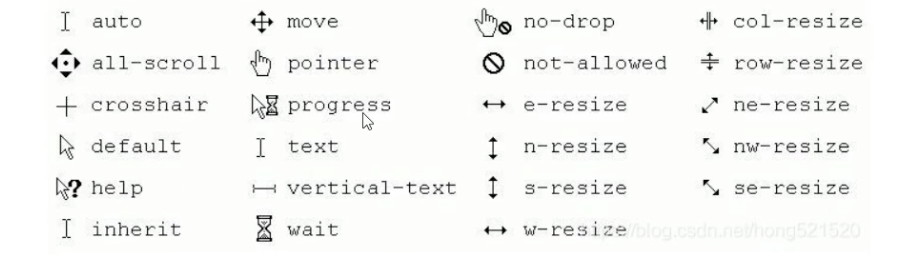 auto move no-drop col-resize
all-scroll pointer not-allowed row-resize
crosshair progress e-resize ne-resize
default text n-resize nw-resize
help vertical-text s-resize se-resize
inherit wait w-resize
https://blog.csdn.net/hong521520